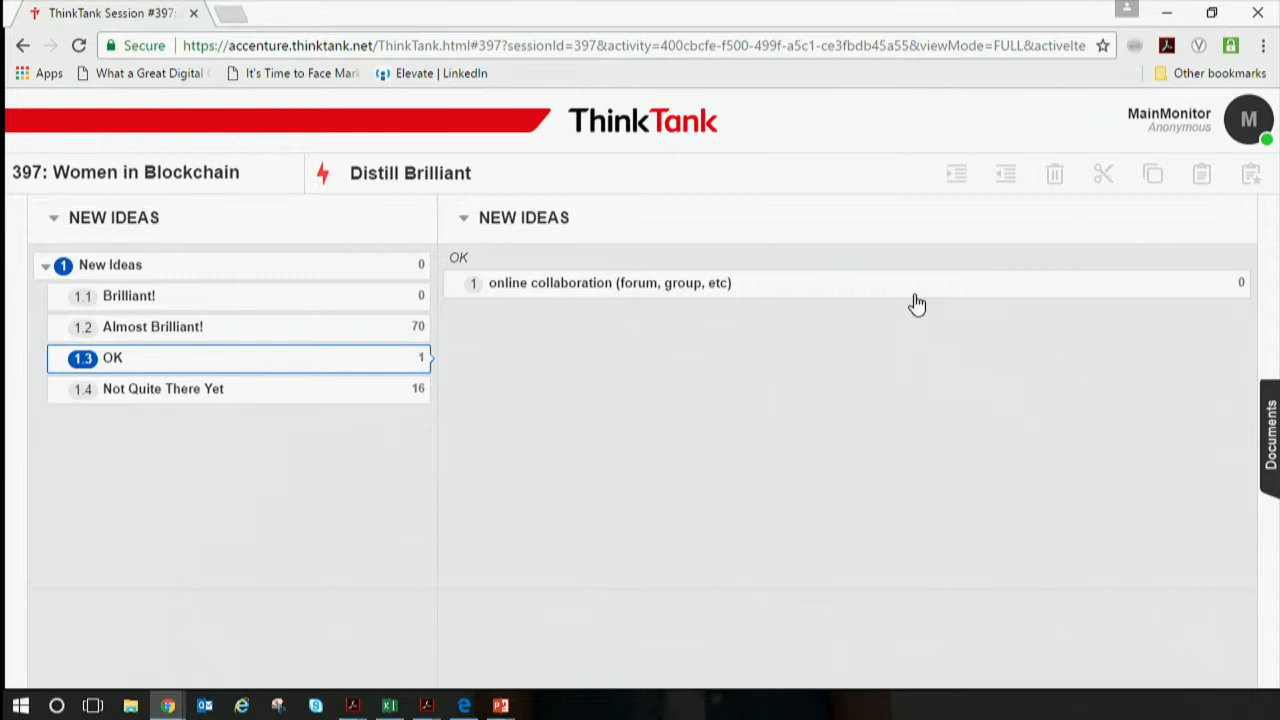 ThinkTank Session #397:
Secure
https://accenture.thinktank.net/ThinkTank.html#397?sessionId=397&activity=400cbcfe-f500-499f-a5c1-ce3fbdb45a55&viewMode=FULL&activeIte
Apps
What a Great Digital C
It's Time to Face Mark
Elevate | LinkedIn
Other bookmarks
ThinkTank
MainMonitor
Anonymous
M
397: Women in Blockchain
Distill Brilliant
NEW IDEAS
1 New Ideas 0
1.1 Brilliant! 0
1.2 Almost Brilliant! 70
1.3 OK 1
1.4 Not Quite There Yet 16
NEW IDEAS
OK
1 online collaboration (forum, group, etc) 0
Documents